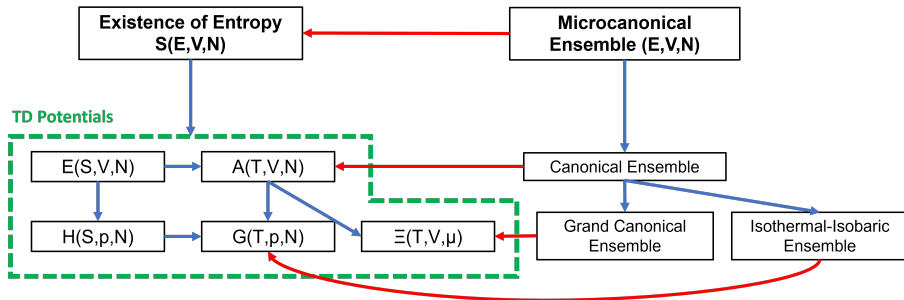 Existence of Entropy
S(E,V,N)
Microcanonical
Ensemble (E,V,N)
TD Potentials
E(S,V,N)
A(T,V,N)
Canonical Ensemble
H(S,p,N)
G(T,p,N)
Ξ(T,V,μ)
Grand Canonical
Ensemble
Isothermal-Isobaric
Ensemble